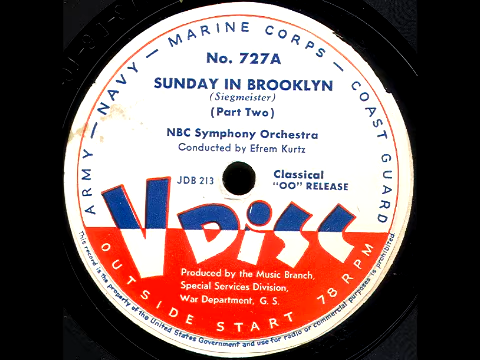 ARMY - NAVY - MARINE CORPS - COAST GUARD
No. 727A
SUNDAY IN BROOKLYN
(Siegmeister)
(Part Two)
NBC Symphony Orchestra
Conducted by Efrem Kurtz
JDB 213
Classical
"OO" RELEASE
V DISC
Produced by the Music Branch,
Special Services Division,
War Department, G. S.
OUTSIDE START 78 RPM
This record is the property of the United States Government and use for radio or commercial purposes is prohibited.